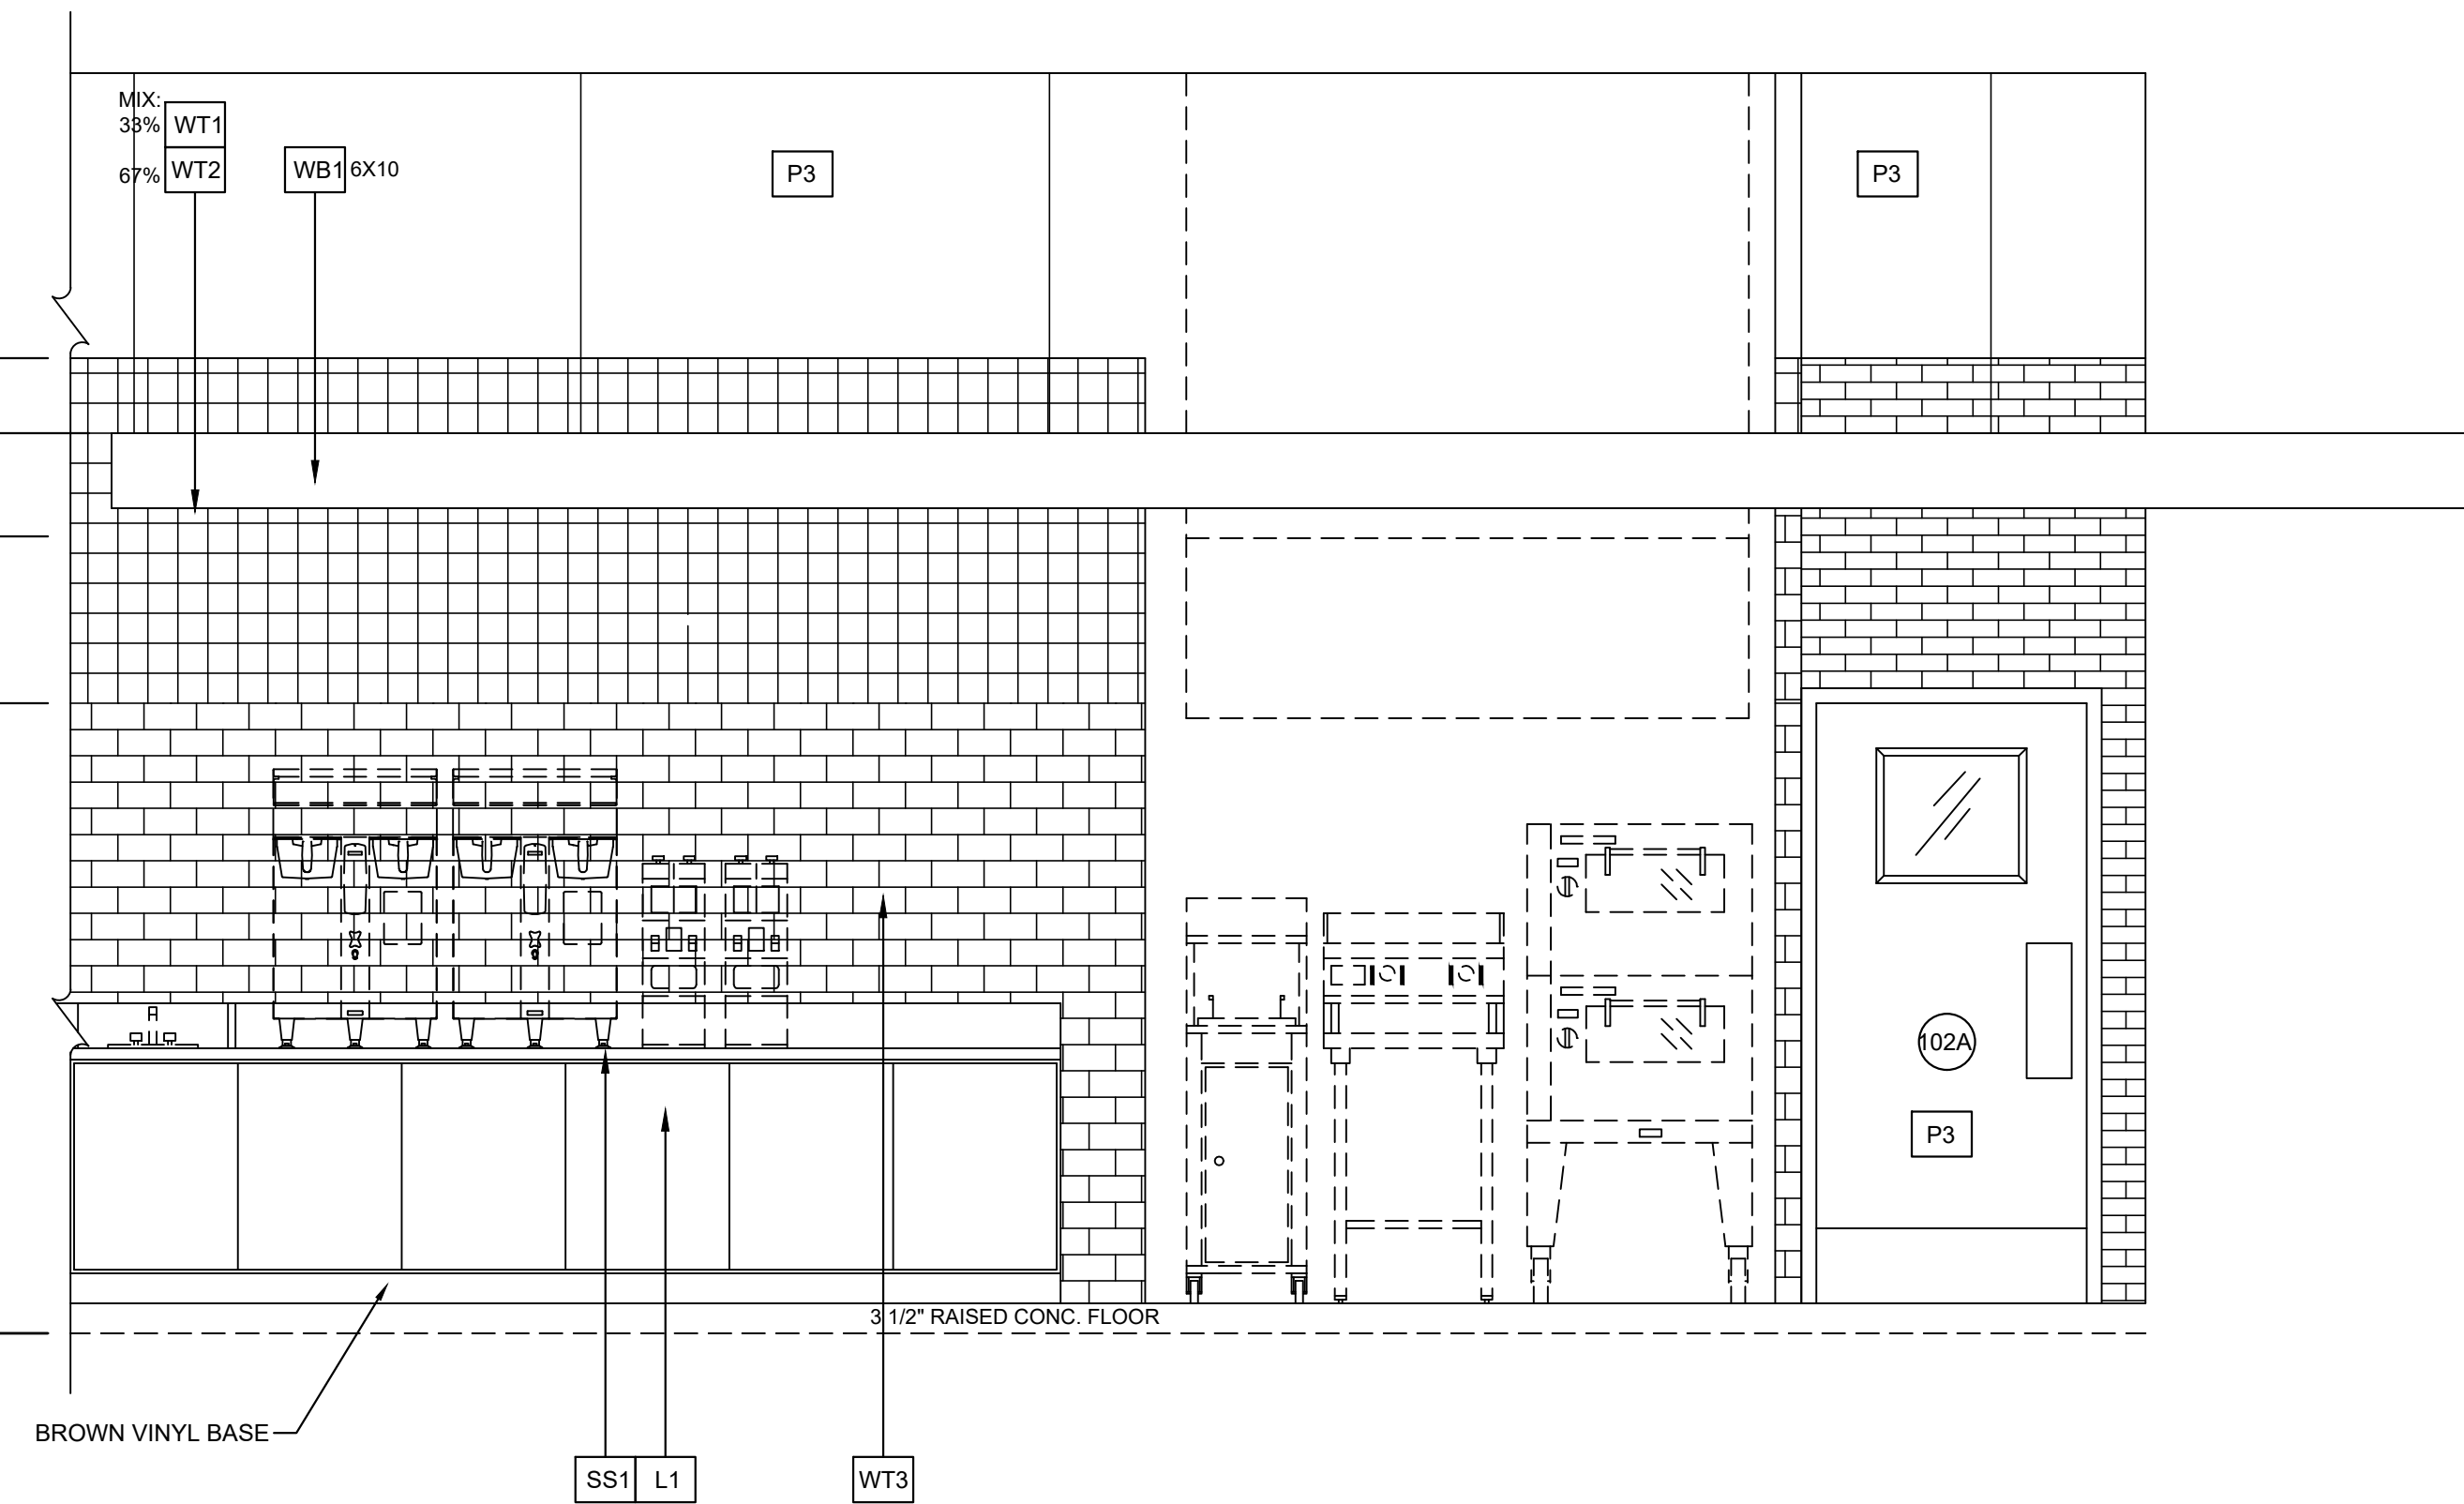 MIX:
33% WT1
67% WT2
WB1 6X10
P3
P3
102A
P3
3 1/2" RAISED CONC. FLOOR
BROWN VINYL BASE
SS1 L1
WT3